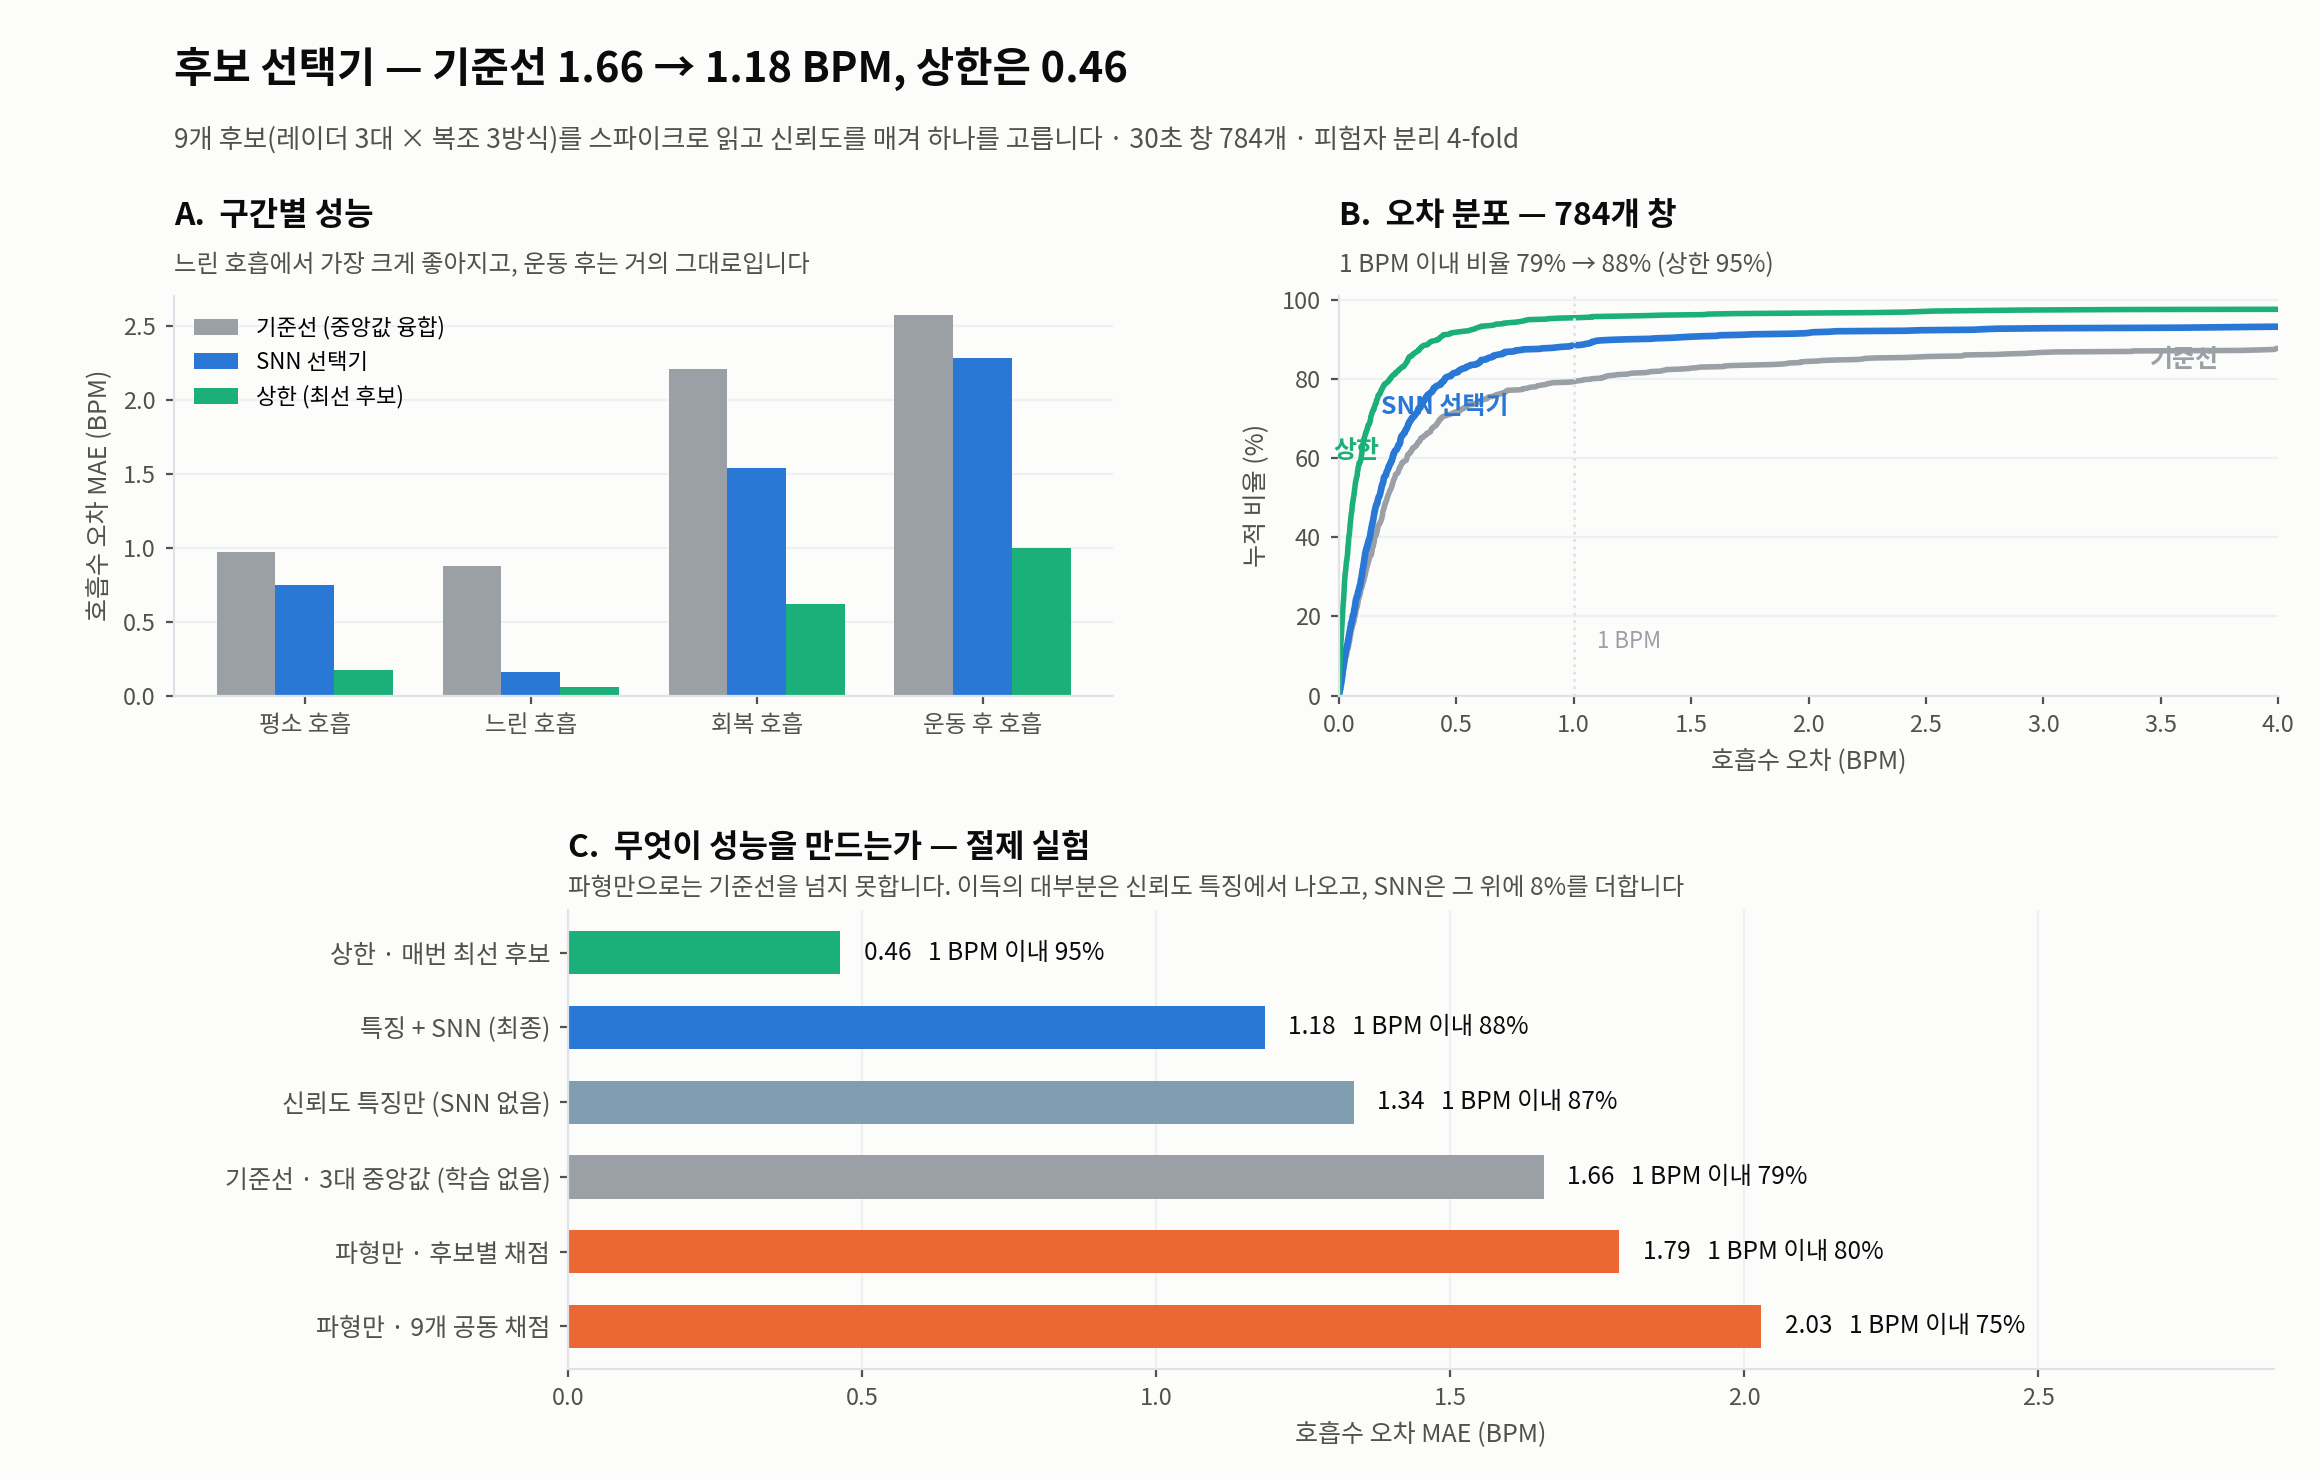 후보 선택기 — 기준선 1.66 → 1.18 BPM, 상한은 0.46
9개 후보(레이더 3대 × 복조 3방식)를 스파이크로 읽고 신뢰도를 매겨 하나를 고릅니다 · 30초 창 784개 · 피험자 분리 4-fold
A. 구간별 성능
느린 호흡에서 가장 크게 좋아지고, 운동 후는 거의 그대로입니다
호흡수 오차 MAE (BPM)
2.5
2.0
1.5
1.0
0.5
0.0
기준선 (중앙값 융합)
SNN 선택기
상한 (최선 후보)
평소 호흡
느린 호흡
회복 호흡
운동 후 호흡
B. 오차 분포 — 784개 창
1 BPM 이내 비율 79% → 88% (상한 95%)
누적 비율 (%)
100
80
60
40
20
0
기준선
SNN 선택기
상한
1 BPM
0.0
0.5
1.0
1.5
2.0
2.5
3.0
3.5
4.0
호흡수 오차 (BPM)
C. 무엇이 성능을 만드는가 — 절제 실험
파형만으로는 기준선을 넘지 못합니다. 이득의 대부분은 신뢰도 특징에서 나오고, SNN은 그 위에 8%를 더합니다
상한 · 매번 최선 후보
0.46 1 BPM 이내 95%
특징 + SNN (최종)
1.18 1 BPM 이내 88%
신뢰도 특징만 (SNN 없음)
1.34 1 BPM 이내 87%
기준선 · 3대 중앙값 (학습 없음)
1.66 1 BPM 이내 79%
파형만 · 후보별 채점
1.79 1 BPM 이내 80%
파형만 · 9개 공동 채점
2.03 1 BPM 이내 75%
0.0
0.5
1.0
1.5
2.0
2.5
호흡수 오차 MAE (BPM)